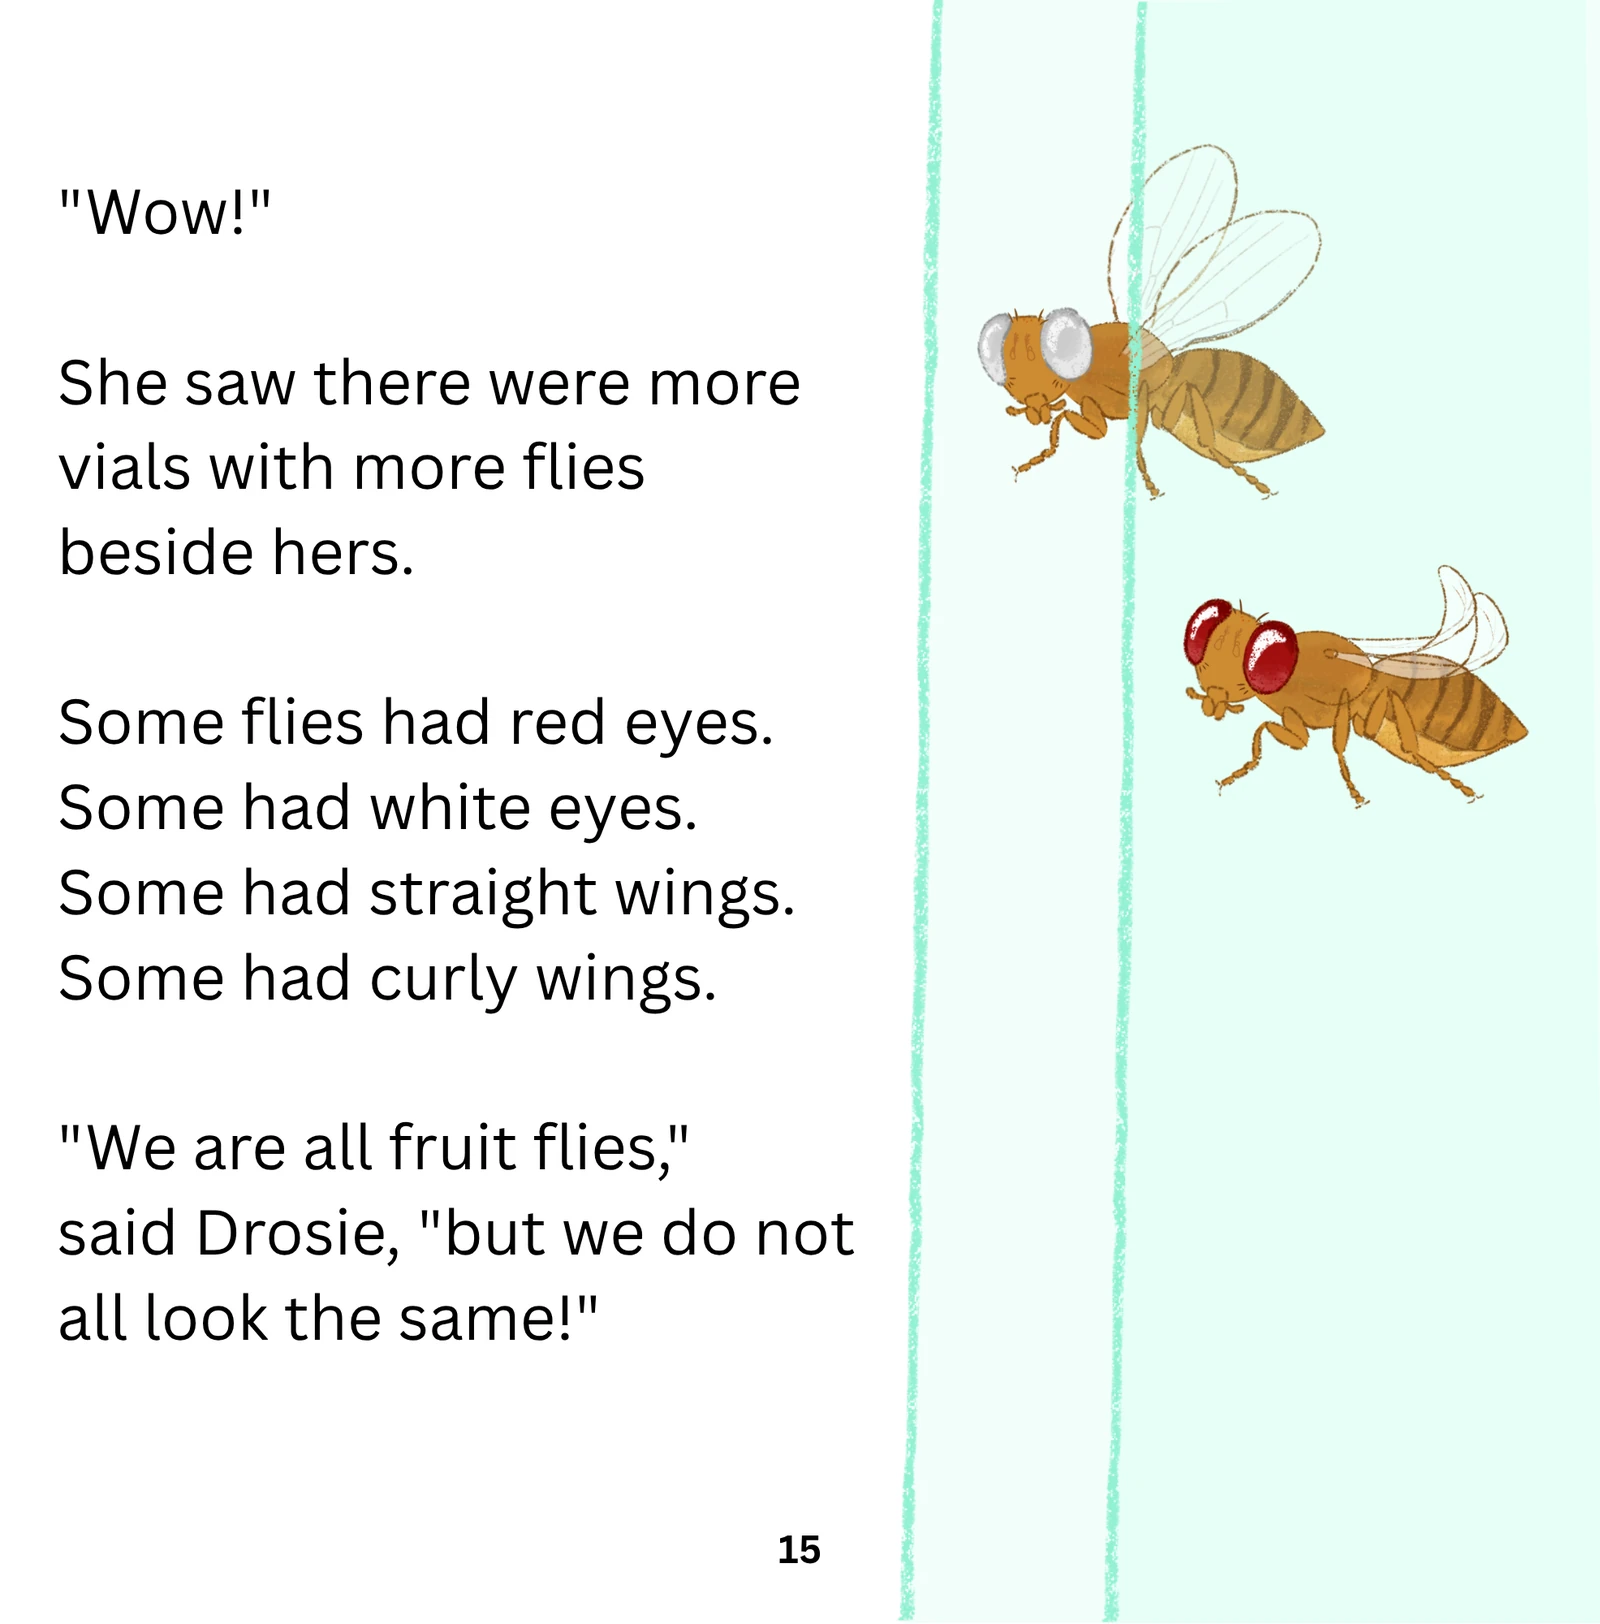 "Wow!"
She saw there were more
vials with more flies
beside hers.
Some flies had red eyes.
Some had white eyes.
Some had straight wings.
Some had curly wings.
"We are all fruit flies,"
said Drosie, "but we do not
all look the same!"
15